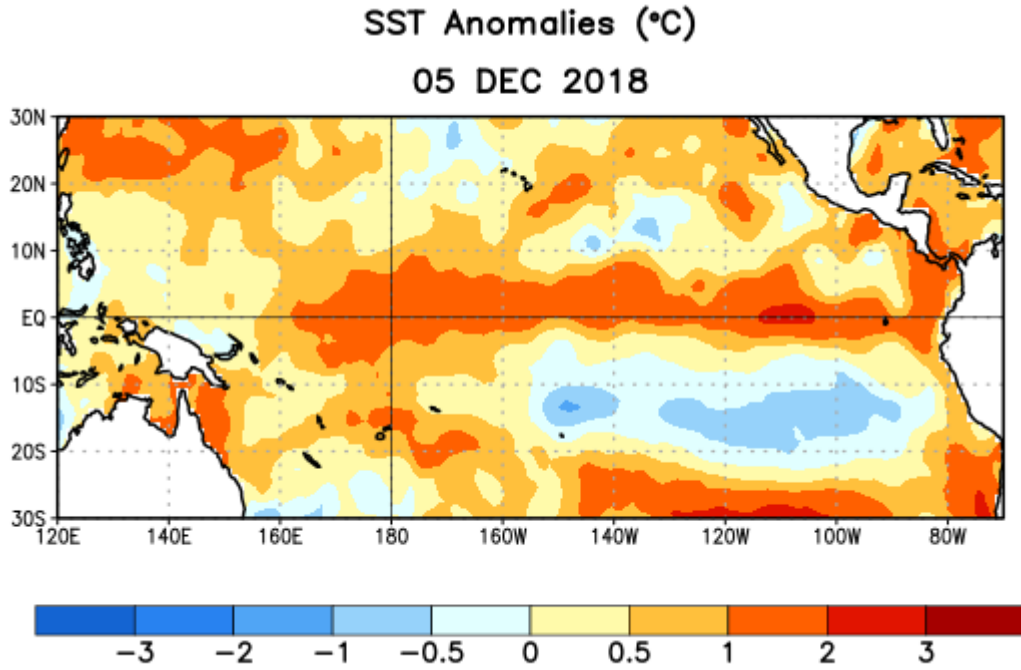 SST Anomalies (°C)
05 DEC 2018
30N
20N
10N
EQ
10S
20S
30S
120E 140E 160E 180 160W 140W 120W 100W 80W
-3 -2 -1 -0.5 0 0.5 1 2 3